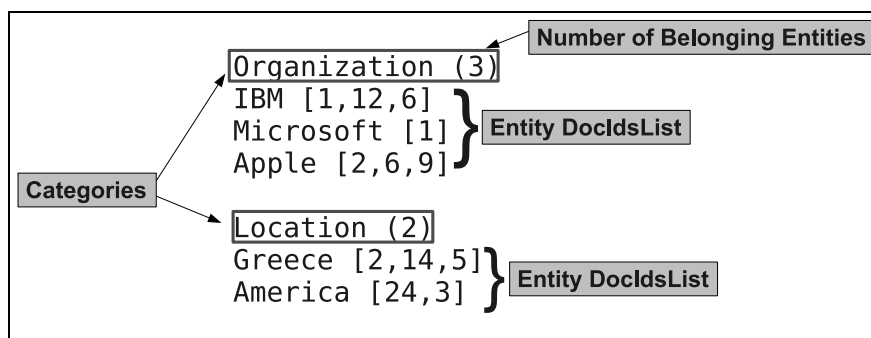 Number of Belonging Entities
Organization (3)
IBM [1,12,6]
Microsoft [1]
Apple [2,6,9]
Entity DocIdsList
Categories
Location (2)
Greece [2,14,5]
America [24,3]
Entity DocIdsList